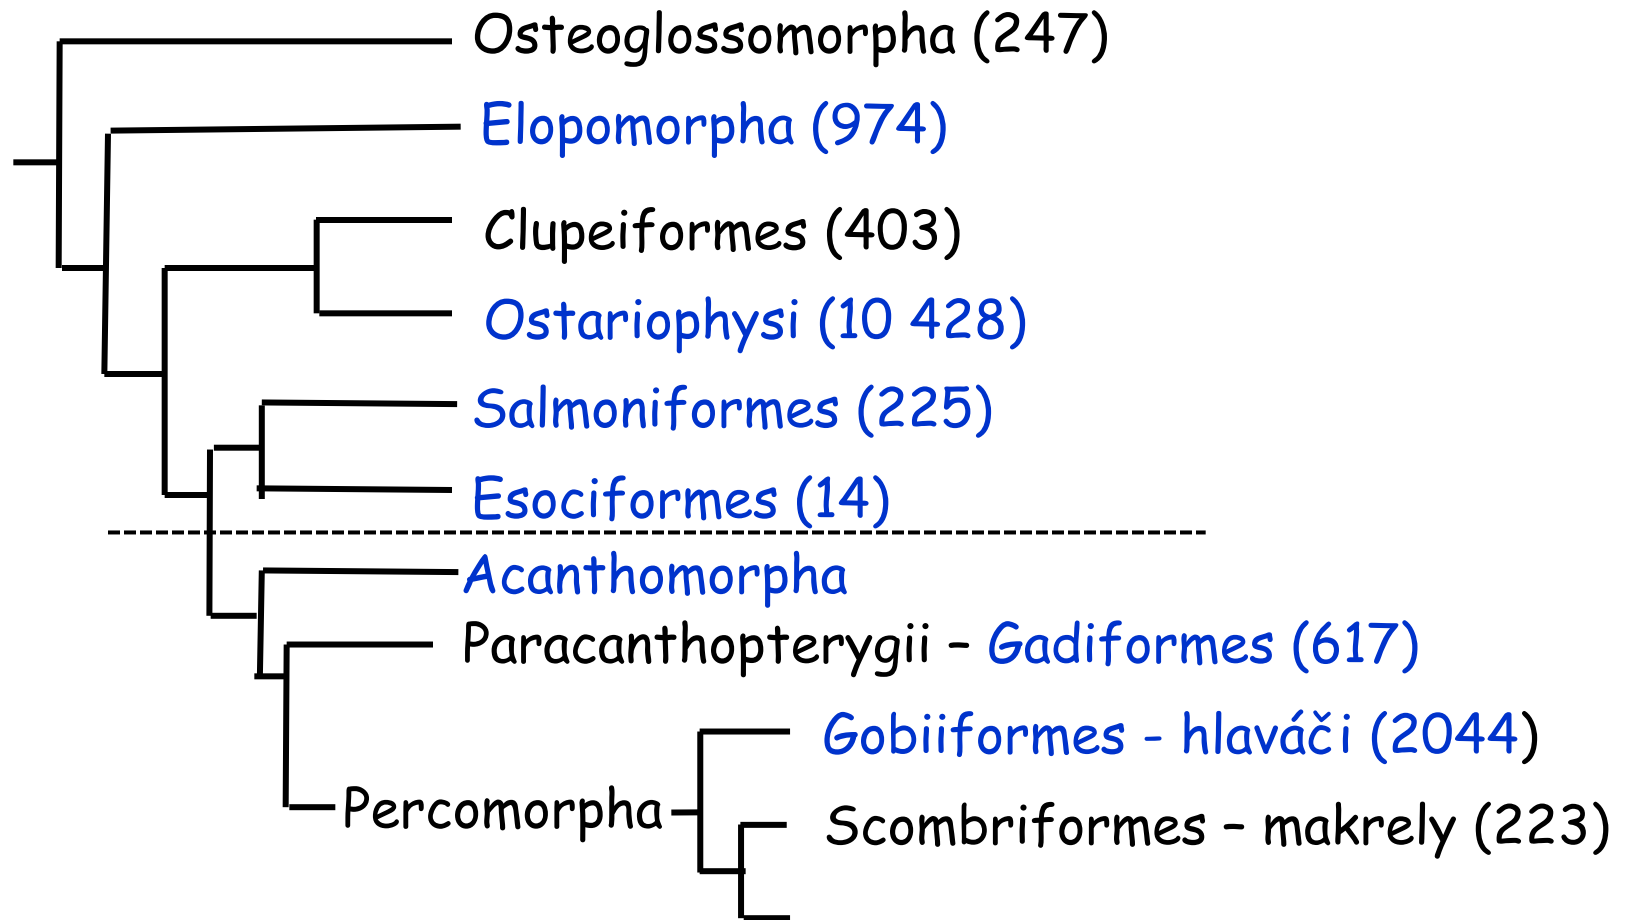 Osteoglossomorpha (247)
Elopomorpha (974)
Clupeiformes (403)
Ostariophysi (10 428)
Salmoniformes (225)
Esociformes (14)
Acanthomorpha
Paracanthopterygii – Gadiformes (617)
Gobiiformes - hlaváči (2044)
Percomorpha
Scombriformes – makrely (223)